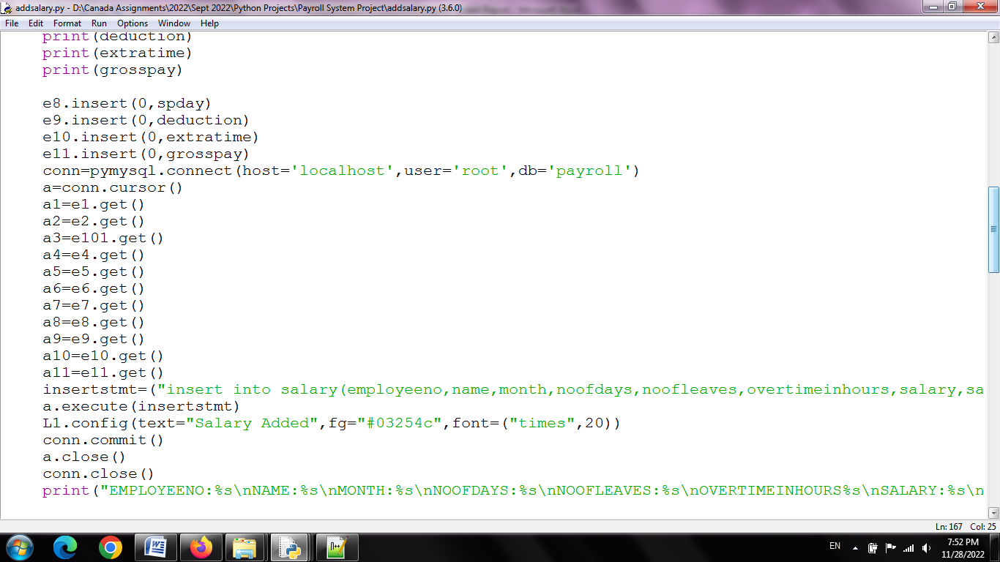 addsalary.py - D:\Canada Assignments\2022\Sept 2022\Python Projects\Payroll System Project\addsalary.py (3.6.0)
File Edit Format Run Options Window Help
print(deduction)
print(extratime)
print(grosspay)
e8.insert(0,spday)
e9.insert(0,deduction)
e10.insert(0,extratime)
e11.insert(0,grosspay)
conn=pymysql.connect(host='localhost',user='root',db='payroll')
a=conn.cursor()
a1=e1.get()
a2=e2.get()
a3=e101.get()
a4=e4.get()
a5=e5.get()
a6=e6.get()
a7=e7.get()
a8=e8.get()
a9=e9.get()
a10=e10.get()
a11=e11.get()
insertstmt=("insert into salary(employeeno,name,month,noofdays,noofleaves,overtimeinhours,salary,sa
a.execute(insertstmt)
L1.config(text="Salary Added",fg="#03254c",font=("times",20))
conn.commit()
a.close()
conn.close()
print("EMPLOYEENO:%s\nNAME:%s\nMONTH:%s\nNOOFDAYS:%s\nNOOFLEAVES:%s\nOVERTIMEINHOURS%s\nSALARY:%s\n
Ln: 167 Col: 25
EN
7:52 PM
11/28/2022